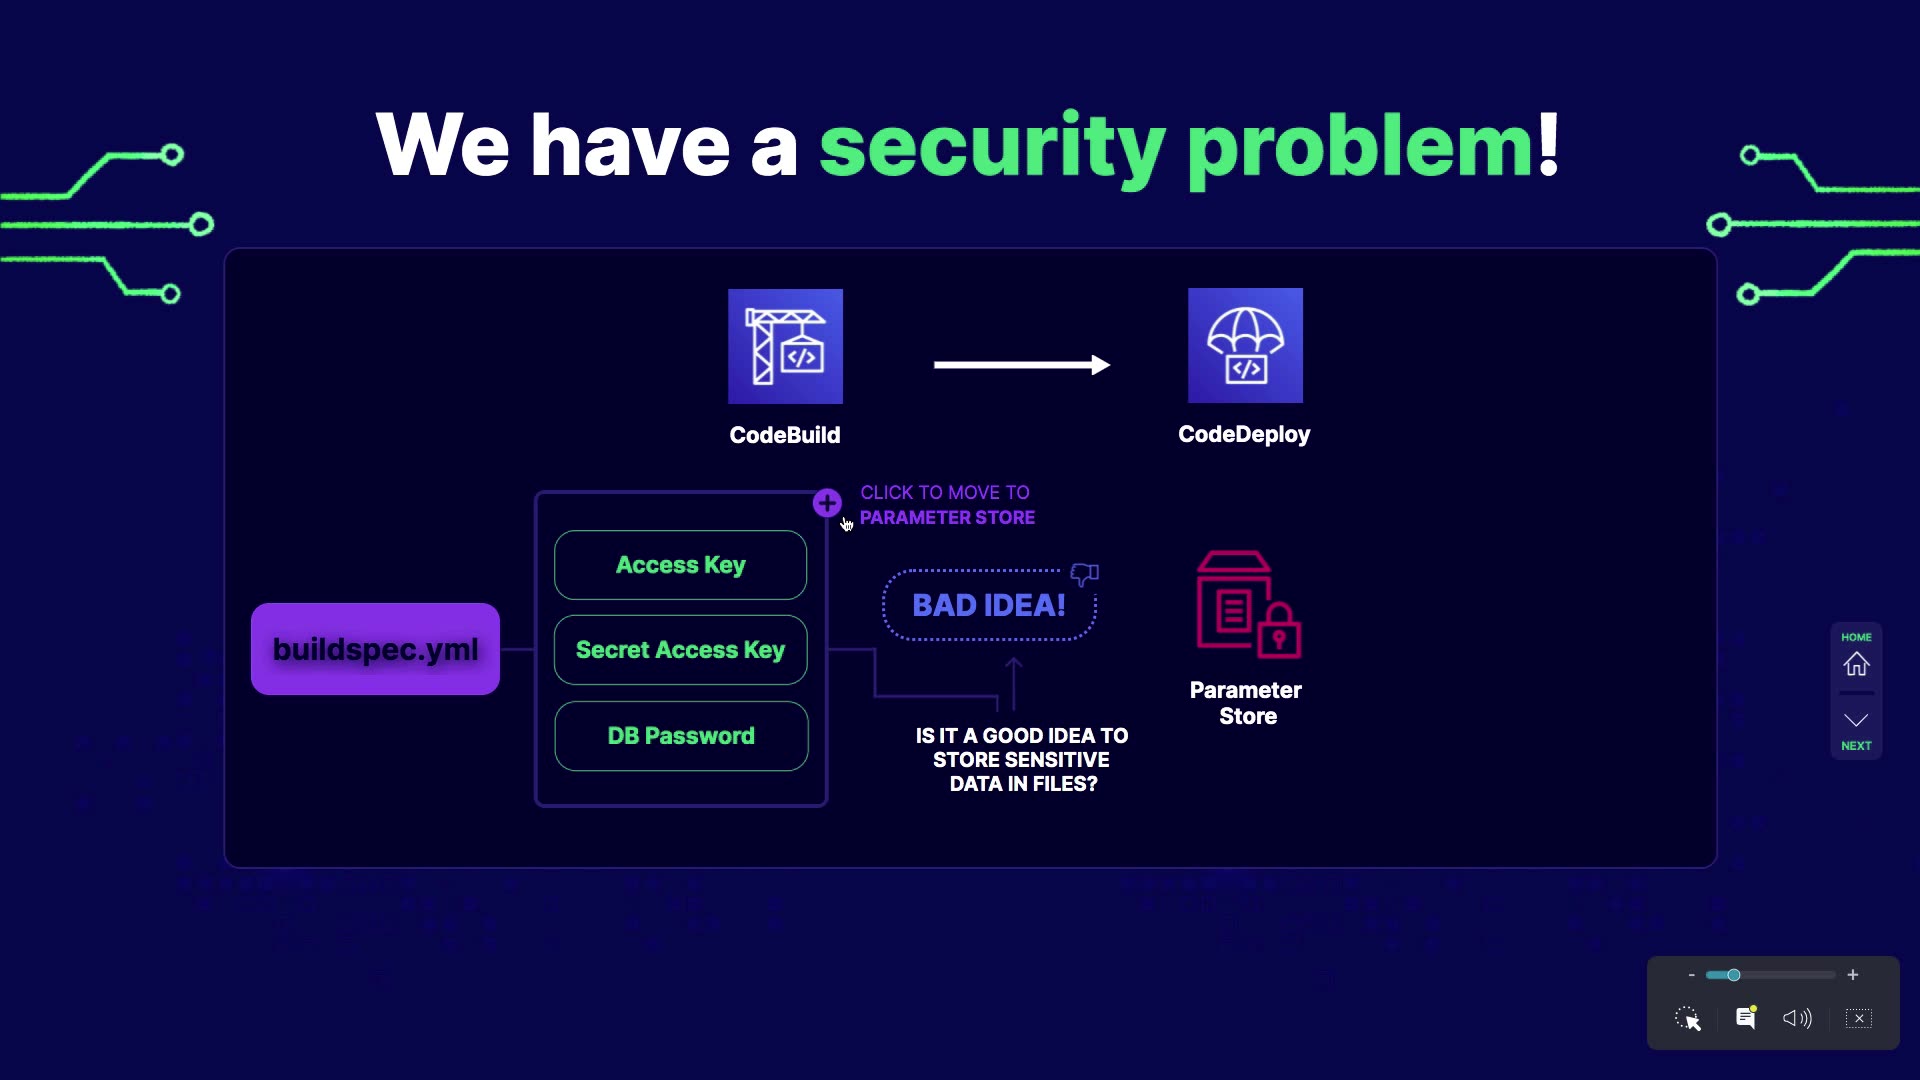 We have a security problem!
CodeBuild
CodeDeploy
CLICK TO MOVE TO
PARAMETER STORE
Access Key
Secret Access Key
DB Password
buildspec.yml
BAD IDEA!
IS IT A GOOD IDEA TO
STORE SENSITIVE
DATA IN FILES?
Parameter
Store
HOME
NEXT